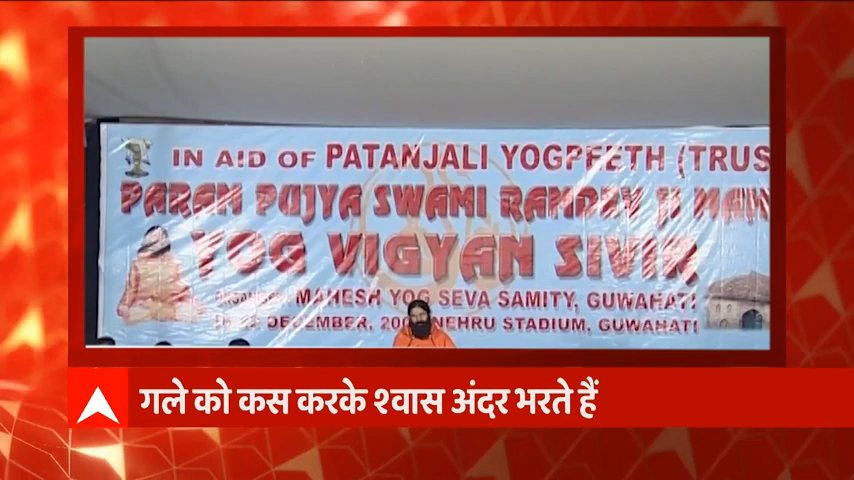 IN AID OF PATANJALI YOGPEETH (TRUS
PARAM PUJYA SWAMI RAMDEV JI
YOG VIGYAN SIVIR
MAHESH YOG SEVA SAMITY, GUWAHATI
DECEMBER, NEHRU STADIUM, GUWAHATI
गले को कस करके श्वास अंदर भरते हैं